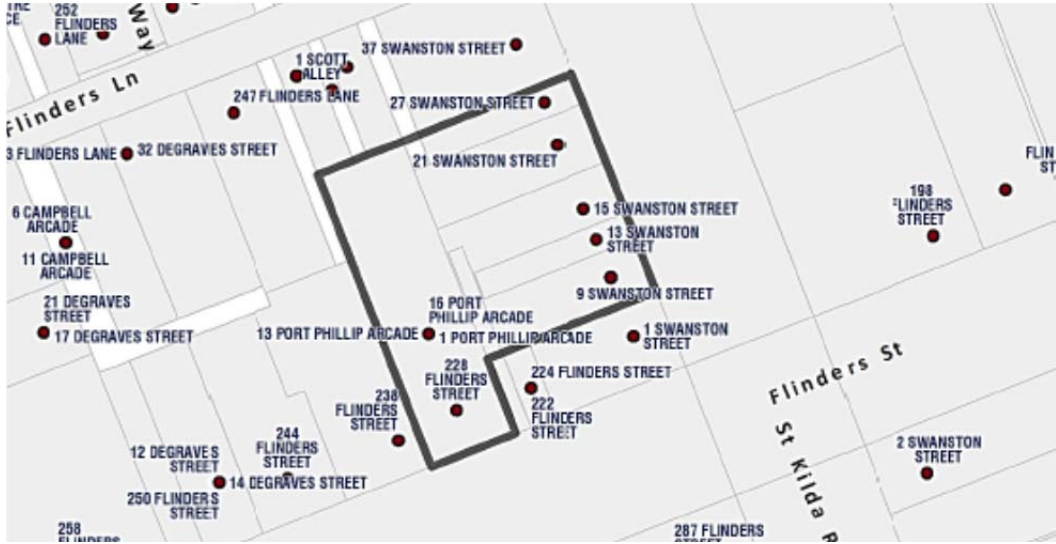 252
FLINDERS
LANE
Way
37 SWANSTON STREET
1 SCOTT
ALLEY
Flinders Ln
247 FLINDERS LANE
27 SWANSTON STREET
3 FLINDERS LANE
32 DEGRAVES STREET
21 SWANSTON STREET
198
FLINDERS
STREET
6 CAMPBELL
ARCADE
15 SWANSTON STREET
13 SWANSTON
STREET
11 CAMPBELL
ARCADE
9 SWANSTON STREET
21 DEGRAVES
STREET
17 DEGRAVES STREET
16 PORT
PHILLIP ARCADE
13 PORT PHILLIP ARCADE
1 PORT PHILLIP ARCADE
1 SWANSTON
STREET
228
FLINDERS
STREET
224 FLINDERS STREET
222
FLINDERS
STREET
Flinders St
238
FLINDERS
STREET
244
FLINDERS
STREET
12 DEGRAVES
STREET
14 DEGRAVES STREET
250 FLINDERS
STREET
St Kilda R
2 SWANSTON
STREET
258
FLINDERS
287 FLINDERS
STREET